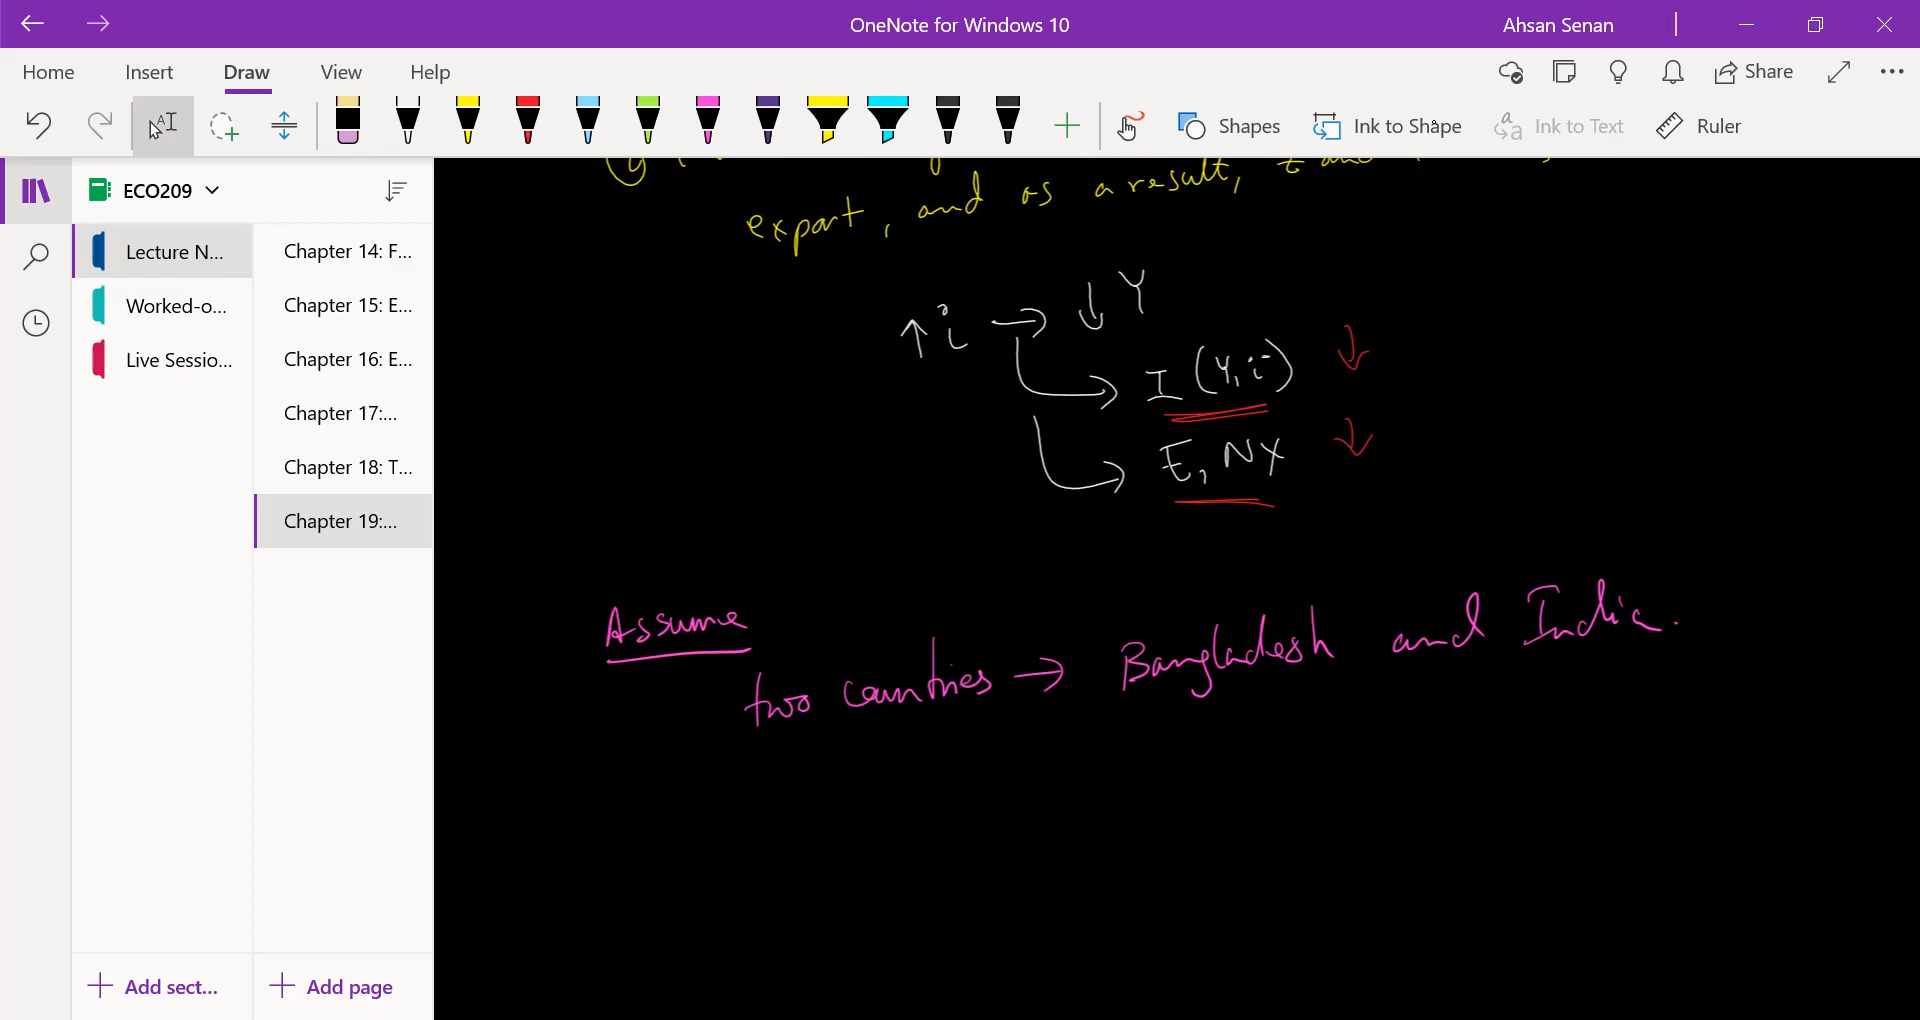 OneNote for Windows 10
Ahsan Senan
Home Insert Draw View Help
Share
Shapes Ink to Shape Ink to Text Ruler
ECO209
Lecture N...
Worked-o...
Live Sessio...
Chapter 14: F...
Chapter 15: E...
Chapter 16: E...
Chapter 17:...
Chapter 18: T...
Chapter 19:...
Add sect...
Add page
export, and as a result,
↑ i → ↓ Y
→ I (Y, i) ↓
→ E, NX ↓
Assume
two countries → Bangladesh and India.